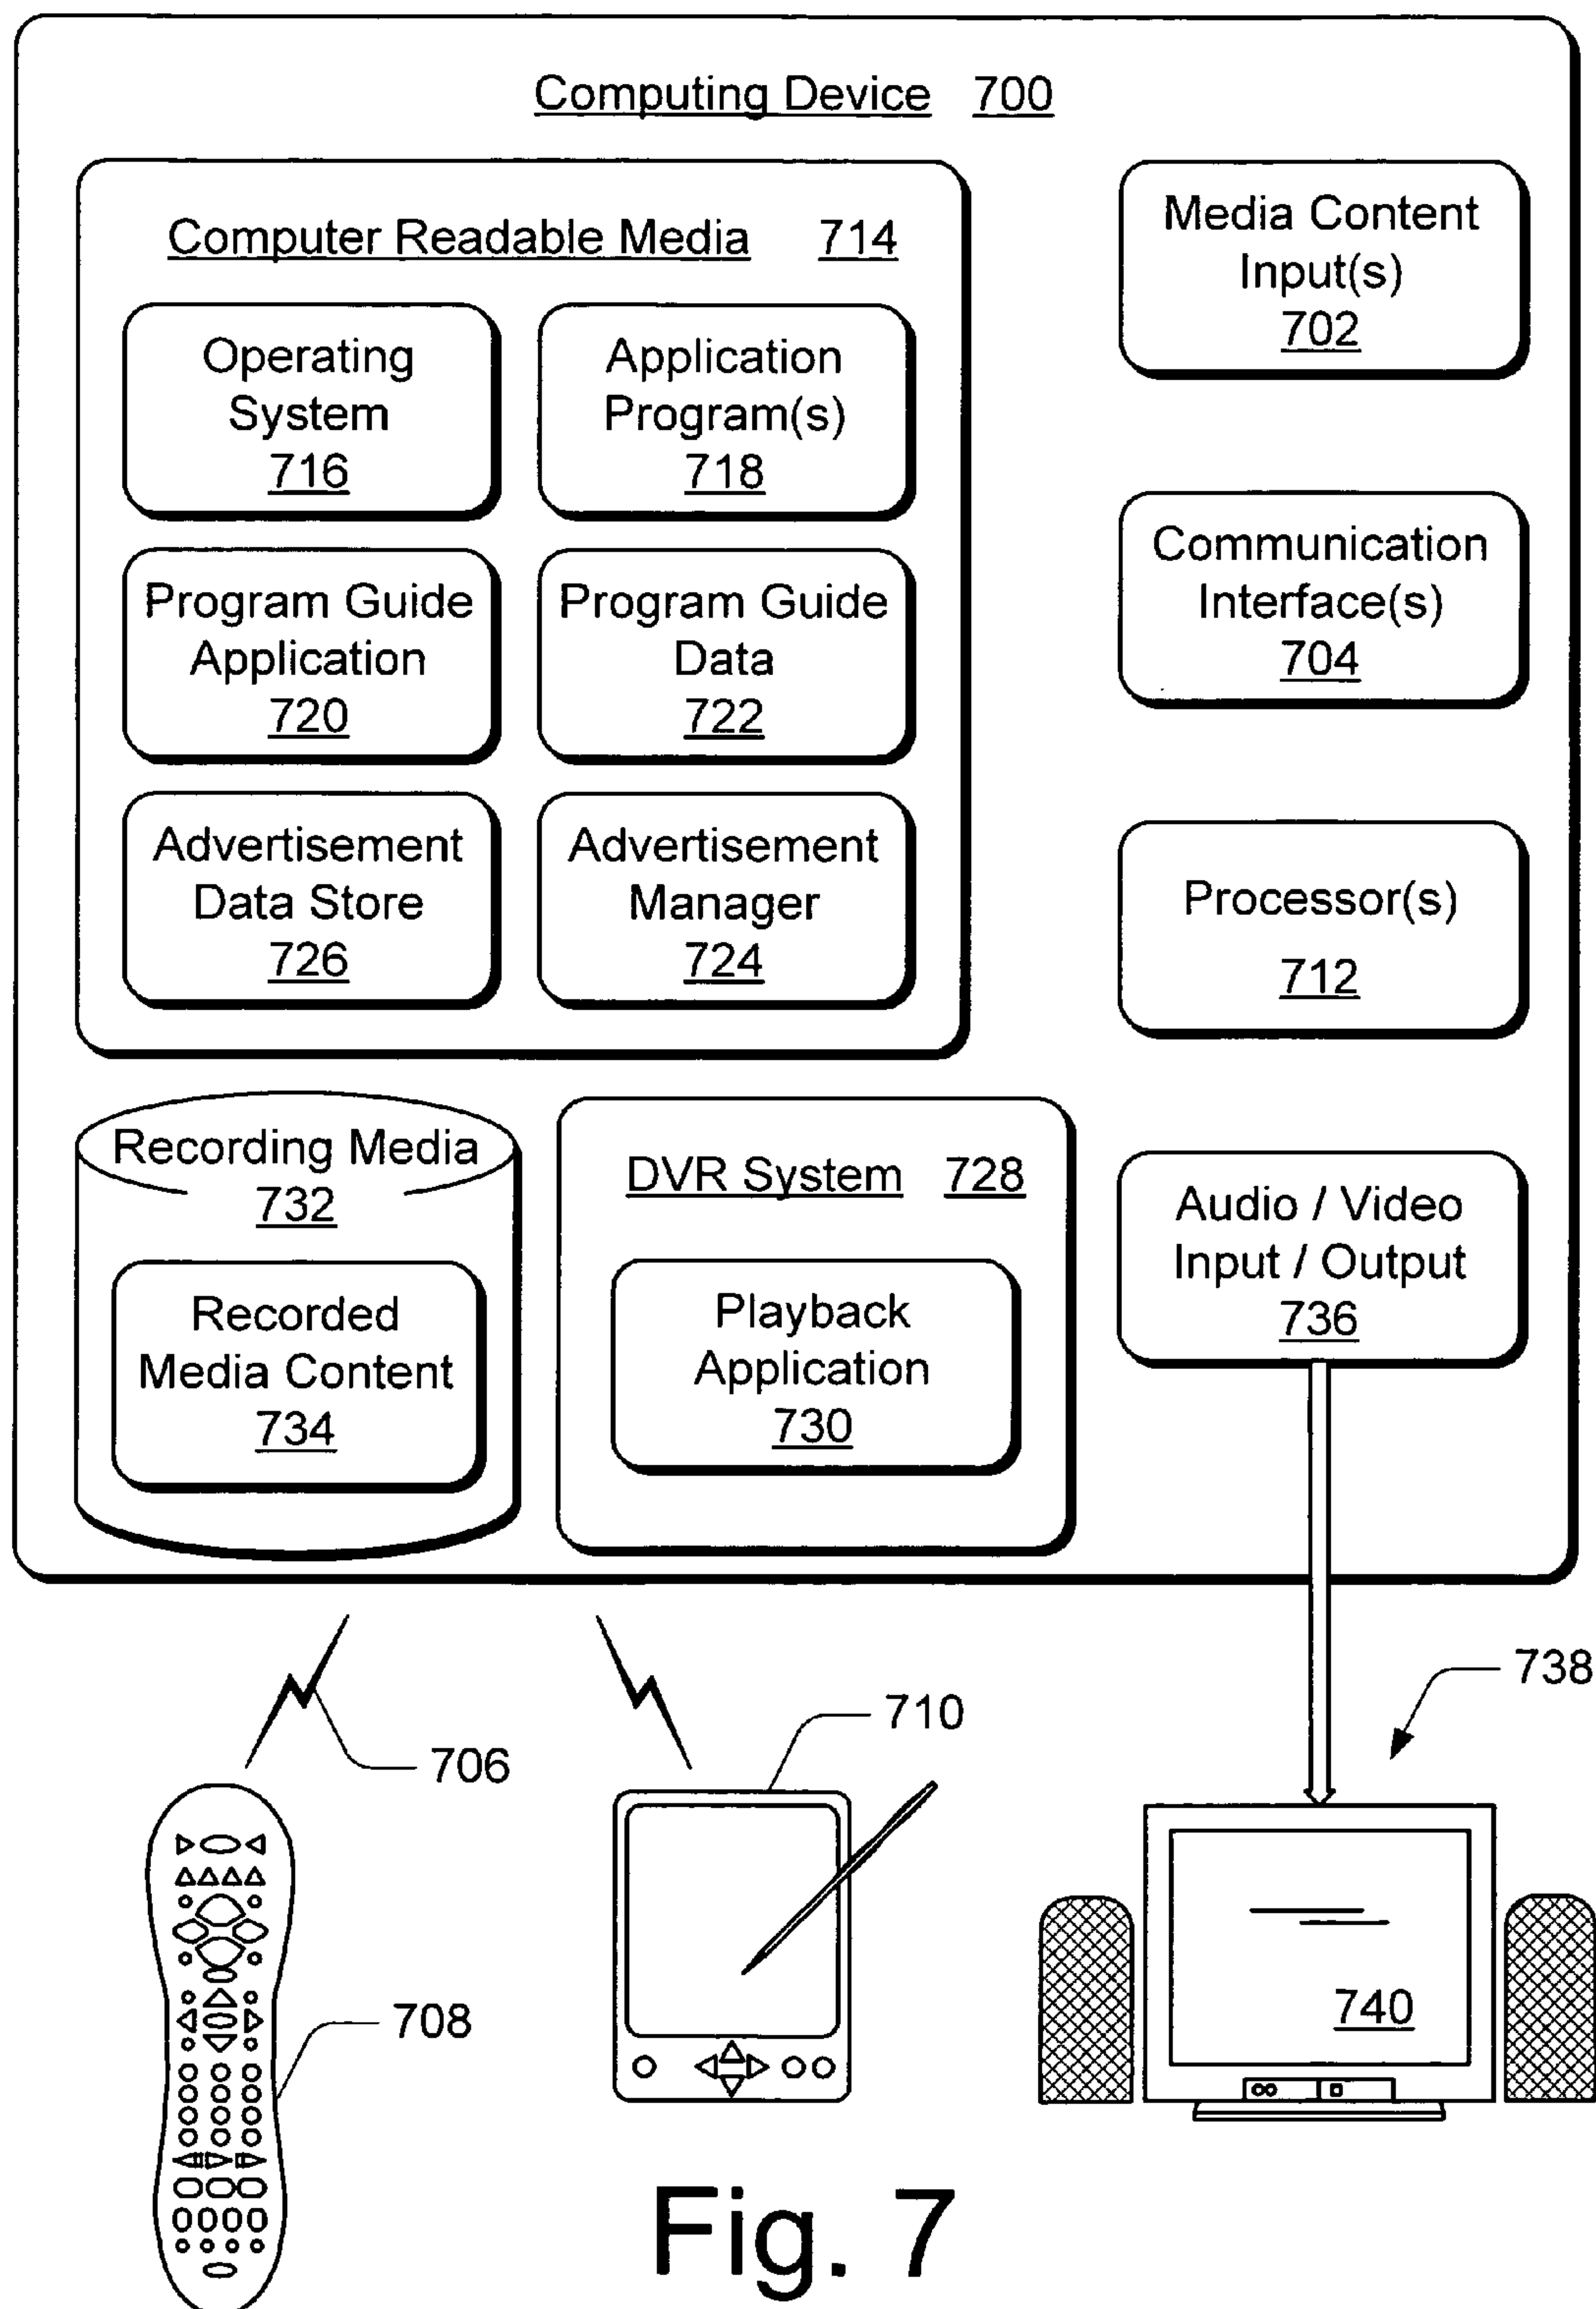 Computing Device 700
Computer Readable Media 714
Operating
System
716
Application
Program(s)
718
Program Guide
Application
720
Program Guide
Data
722
Advertisement
Data Store
726
Advertisement
Manager
724
Media Content
Input(s)
702
Communication
Interface(s)
704
Processor(s)
712
Recording Media
732
Recorded
Media Content
734
DVR System 728
Playback
Application
730
Audio / Video
Input / Output
736
738
710
706
708
740
Fig. 7